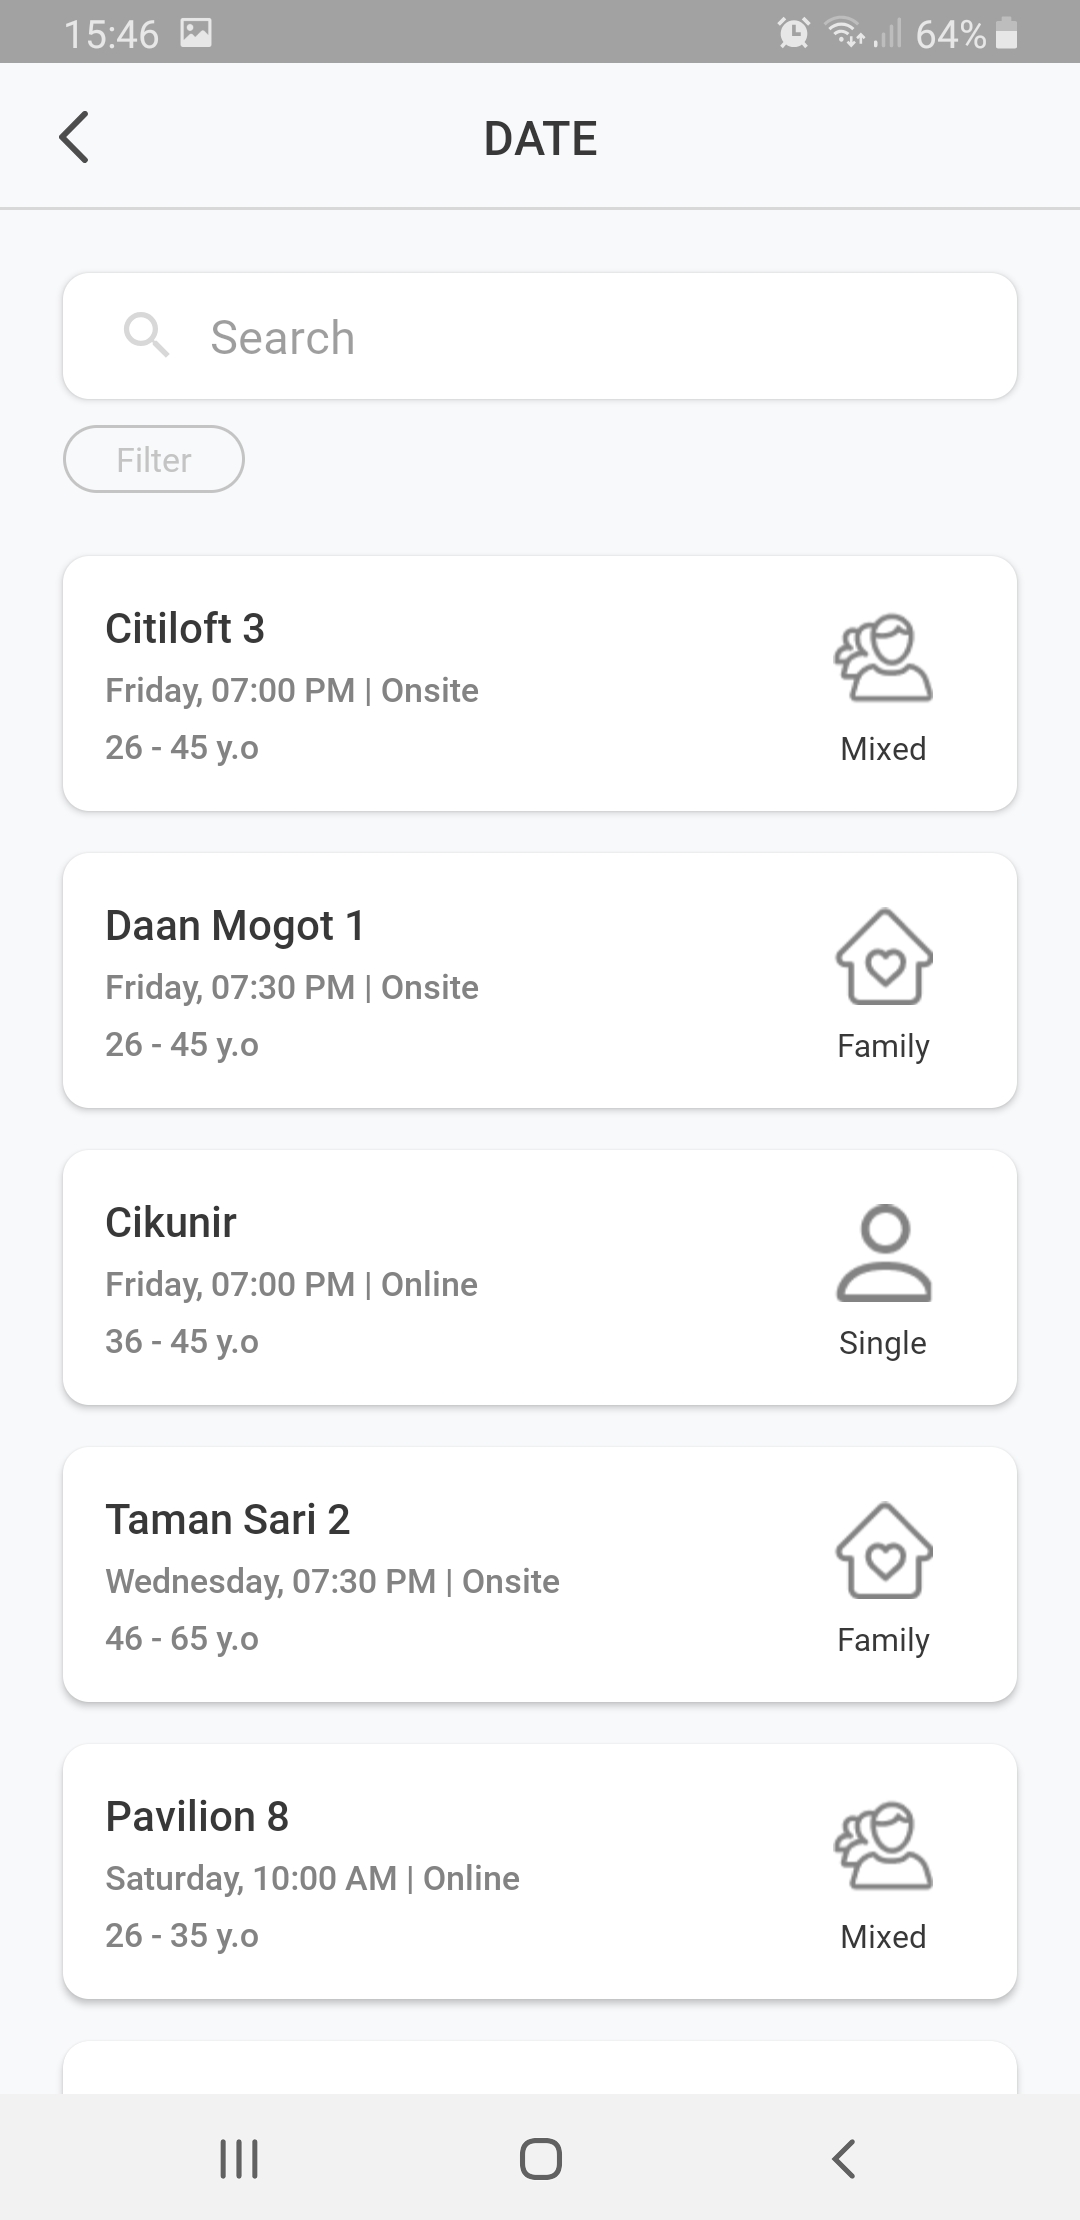 15:46
64%
DATE
Search
Filter
Citiloft 3
Friday, 07:00 PM | Onsite
26 - 45 y.o
Mixed
Daan Mogot 1
Friday, 07:30 PM | Onsite
26 - 45 y.o
Family
Cikunir
Friday, 07:00 PM | Online
36 - 45 y.o
Single
Taman Sari 2
Wednesday, 07:30 PM | Onsite
46 - 65 y.o
Family
Pavilion 8
Saturday, 10:00 AM | Online
26 - 35 y.o
Mixed